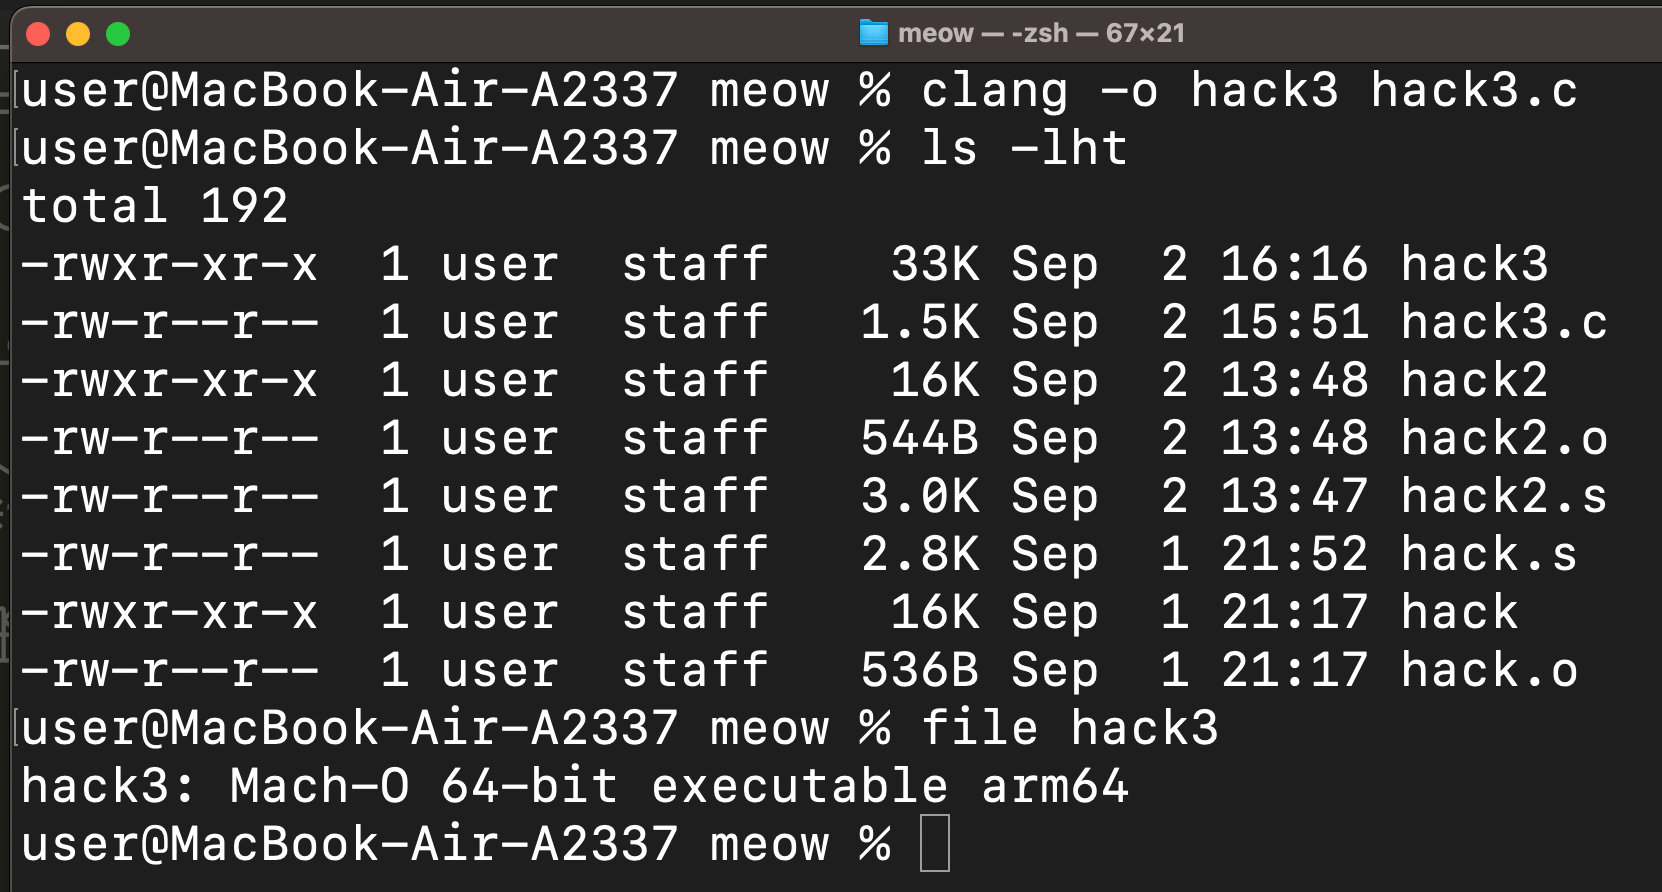 meow — -zsh — 67×21
user@MacBook-Air-A2337 meow % clang -o hack3 hack3.c
user@MacBook-Air-A2337 meow % ls -lht
total 192
-rwxr-xr-x  1 user  staff    33K Sep  2 16:16 hack3
-rw-r--r--  1 user  staff   1.5K Sep  2 15:51 hack3.c
-rwxr-xr-x  1 user  staff    16K Sep  2 13:48 hack2
-rw-r--r--  1 user  staff   544B Sep  2 13:48 hack2.o
-rw-r--r--  1 user  staff   3.0K Sep  2 13:47 hack2.s
-rw-r--r--  1 user  staff   2.8K Sep  1 21:52 hack.s
-rwxr-xr-x  1 user  staff    16K Sep  1 21:17 hack
-rw-r--r--  1 user  staff   536B Sep  1 21:17 hack.o
user@MacBook-Air-A2337 meow % file hack3
hack3: Mach-O 64-bit executable arm64
user@MacBook-Air-A2337 meow %